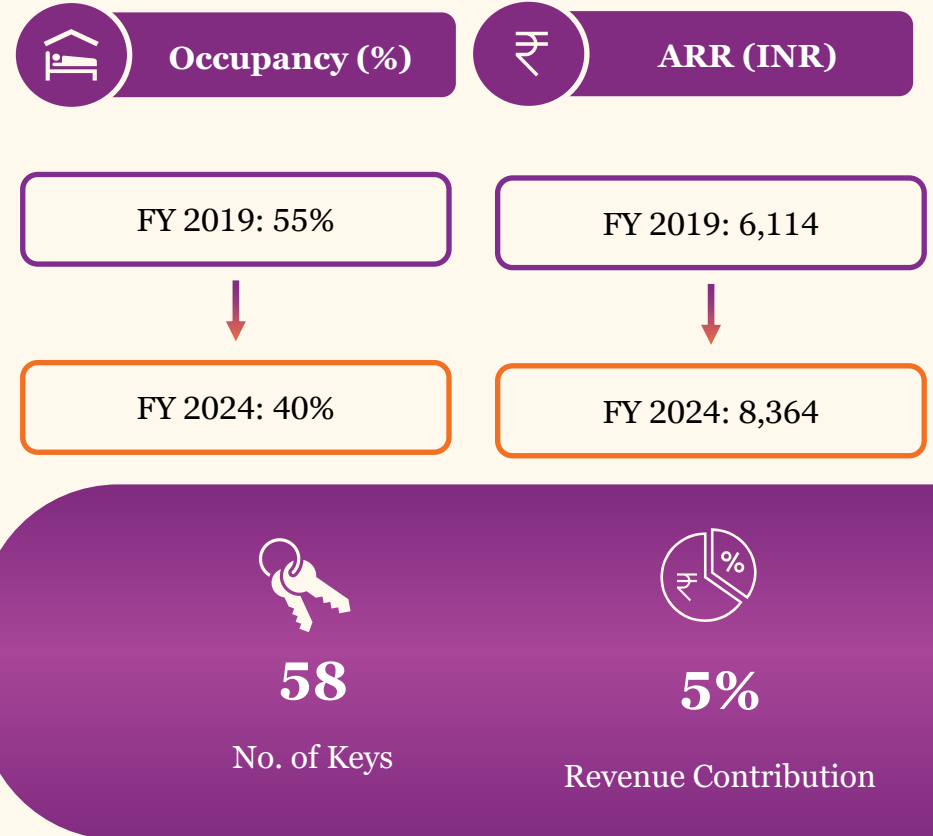 Occupancy (%)
ARR (INR)
FY 2019: 55%
FY 2019: 6,114
FY 2024: 40%
FY 2024: 8,364
58
No. of Keys
5%
Revenue Contribution
₹
₹
%